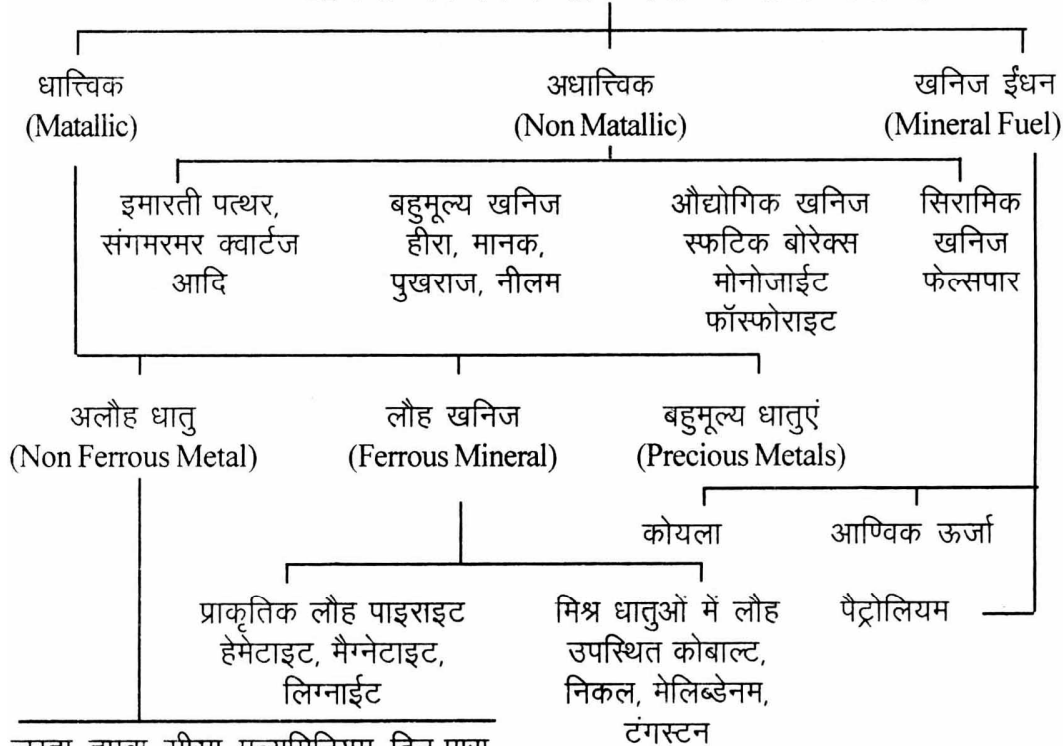 धात्त्विक
(Matallic)
अधात्त्विक
(Non Matallic)
खनिज ईंधन
(Mineral Fuel)
इमारती पत्थर,
संगमरमर क्वार्टज
आदि
बहुमूल्य खनिज
हीरा, मानक,
पुखराज, नीलम
औद्योगिक खनिज
स्फटिक बोरेक्स
मोनोजाईट
फॉस्फोराइट
सिरामिक
खनिज
फेल्सपार
अलौह धातु
(Non Ferrous Metal)
लौह खनिज
(Ferrous Mineral)
बहुमूल्य धातुएं
(Precious Metals)
कोयला
आण्विक ऊर्जा
पैट्रोलियम
प्राकृतिक लौह पाइराइट
हेमेटाइट, मैग्नेटाइट,
लिग्नाईट
मिश्र धातुओं में लौह
उपस्थित कोबाल्ट,
निकल, मेलिब्डेनम,
टंगस्टन